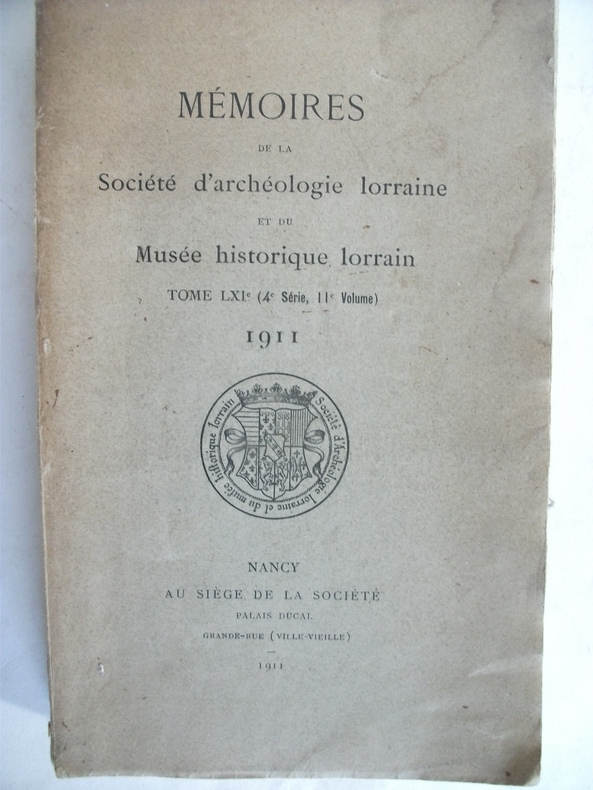 MÉMOIRES
DE LA
Société d'archéologie lorraine
ET DU
Musée historique lorrain
TOME LXIe (4e Série, 11e Volume)
1911
Société d'Archéologie lorraine et du musée historique lorrain
NANCY
AU SIÈGE DE LA SOCIÉTÉ
PALAIS DUCAL
GRANDE-RUE (VILLE-VIEILLE)
1911